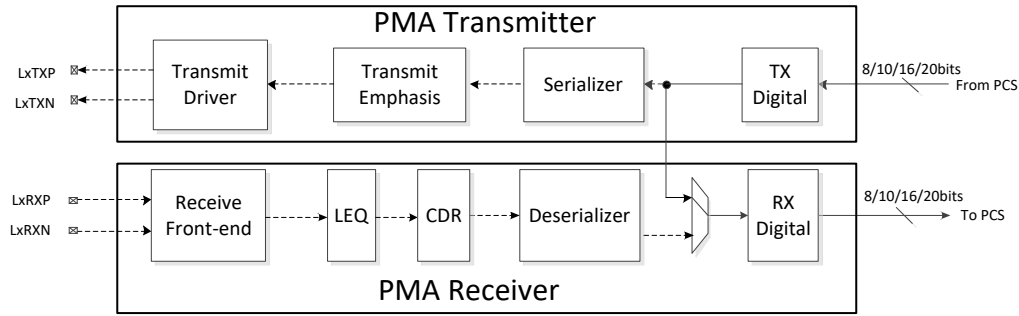 PMA Transmitter
LxTXP
LxTXN
Transmit
Driver
Transmit
Emphasis
Serializer
TX
Digital
8/10/16/20bits
From PCS
LxRXP
LxRXN
Receive
Front-end
LEQ
CDR
Deserializer
RX
Digital
8/10/16/20bits
To PCS
PMA Receiver